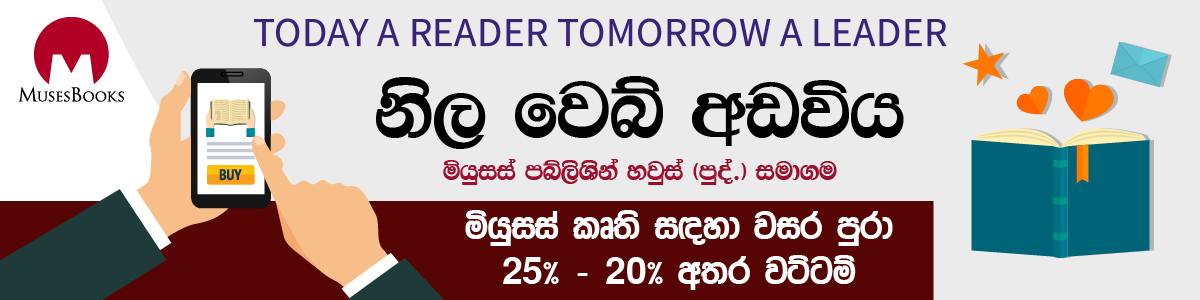 TODAY A READER TOMORROW A LEADER
MUSESBOOKS
නිල වෙබ් අඩවිය
BUY
මියුසස් පබ්ලිශින් හවුස් (පුද්.) සමාගම
මියුසස් කෘති සඳහා වසර පුරා
25% - 20% අතර වට්ටම්